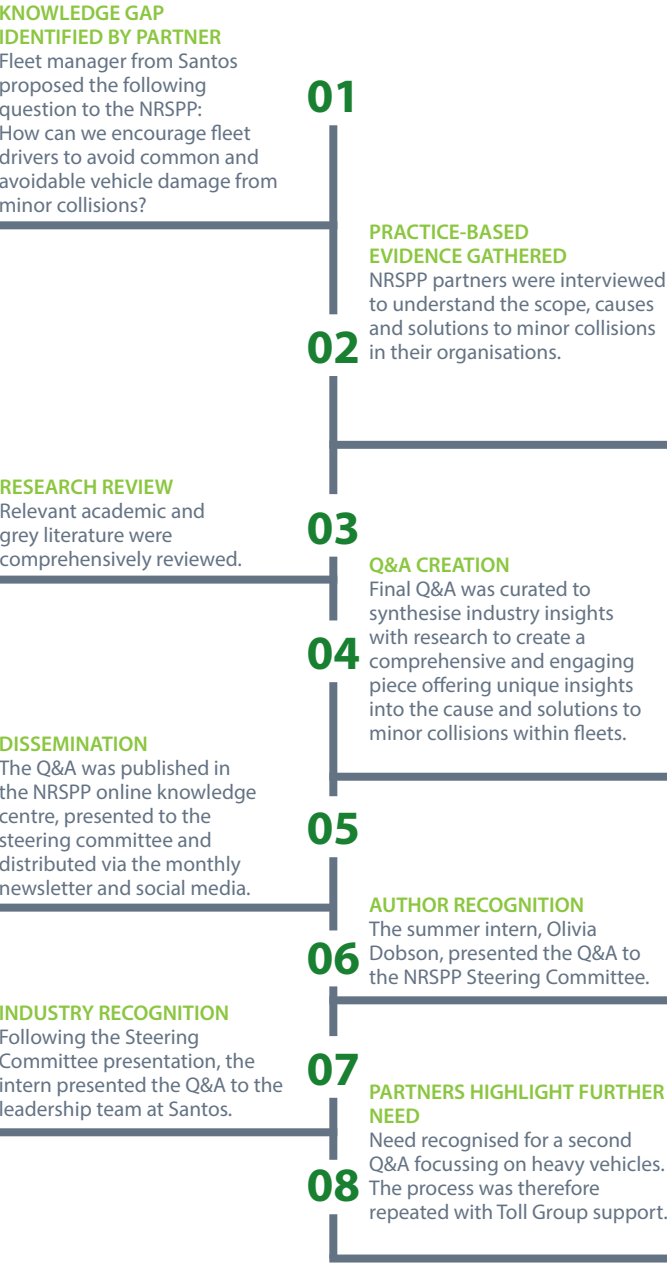 KNOWLEDGE GAP
IDENTIFIED BY PARTNER
Fleet manager from Santos
proposed the following
question to the NRSPP:
How can we encourage fleet
drivers to avoid common and
avoidable vehicle damage from
minor collisions?
01
PRACTICE-BASED
EVIDENCE GATHERED
NRSPP partners were interviewed
to understand the scope, causes
and solutions to minor collisions
in their organisations.
02
RESEARCH REVIEW
Relevant academic and
grey literature were
comprehensively reviewed.
03
Q&A CREATION
Final Q&A was curated to
synthesise industry insights
with research to create a
comprehensive and engaging
piece offering unique insights
into the cause and solutions to
minor collisions within fleets.
04
DISSEMINATION
The Q&A was published in
the NRSPP online knowledge
centre, presented to the
steering committee and
distributed via the monthly
newsletter and social media.
05
AUTHOR RECOGNITION
The summer intern, Olivia
Dobson, presented the Q&A to
the NRSPP Steering Committee.
06
INDUSTRY RECOGNITION
Following the Steering
Committee presentation, the
intern presented the Q&A to the
leadership team at Santos.
07
PARTNERS HIGHLIGHT FURTHER
NEED
Need recognised for a second
Q&A focussing on heavy vehicles.
The process was therefore
repeated with Toll Group support.
08